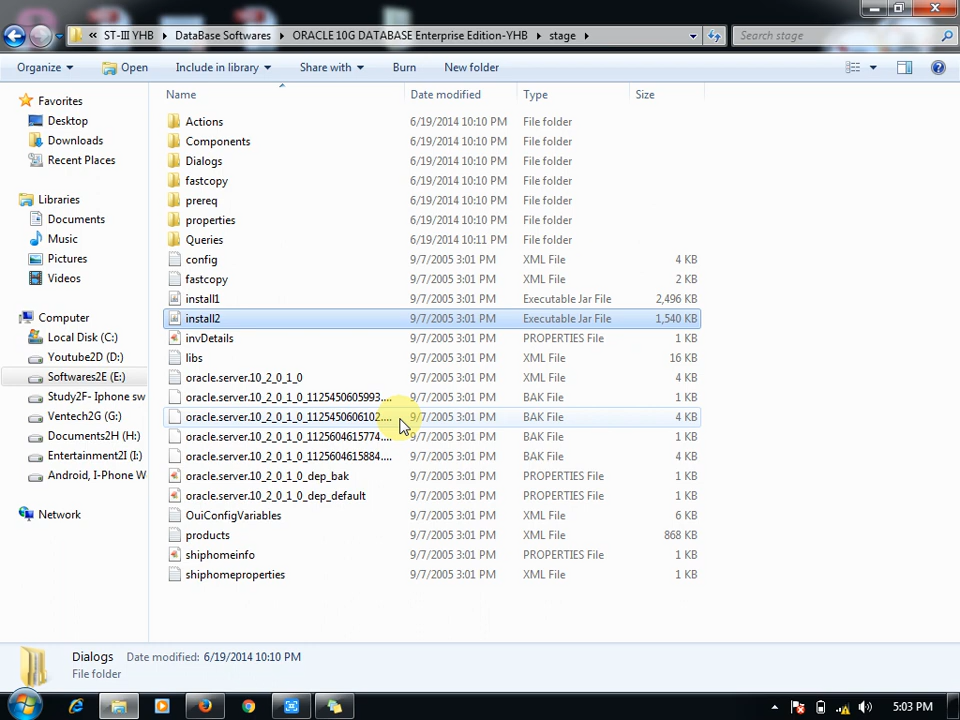 « ST-III YHB DataBase Softwares ORACLE 10G DATABASE Enterprise Edition-YHB stage Search stage
Organize Open Include in library Share with Burn New folder
Name Date modified Type Size
Favorites
Desktop
Downloads
Recent Places
Libraries
Documents
Music
Pictures
Videos
Computer
Local Disk (C:)
Youtube2D (D:)
Softwares2E (E:)
Study2F- Iphone sw
Ventech2G (G:)
Documents2H (H:)
Entertainment2I (I:)
Android, I-Phone W
Network
Actions 6/19/2014 10:10 PM File folder
Components 6/19/2014 10:10 PM File folder
Dialogs 6/19/2014 10:10 PM File folder
fastcopy 6/19/2014 10:10 PM File folder
prereq 6/19/2014 10:10 PM File folder
properties 6/19/2014 10:10 PM File folder
Queries 6/19/2014 10:11 PM File folder
config 9/7/2005 3:01 PM XML File 4 KB
fastcopy 9/7/2005 3:01 PM XML File 2 KB
install1 9/7/2005 3:01 PM Executable Jar File 2,496 KB
install2 9/7/2005 3:01 PM Executable Jar File 1,540 KB
invDetails 9/7/2005 3:01 PM PROPERTIES File 1 KB
libs 9/7/2005 3:01 PM XML File 16 KB
oracle.server.10_2_0_1_0 9/7/2005 3:01 PM XML File 4 KB
oracle.server.10_2_0_1_0_1125450605993.... 9/7/2005 3:01 PM BAK File 1 KB
oracle.server.10_2_0_1_0_1125450606102.... 9/7/2005 3:01 PM BAK File 4 KB
oracle.server.10_2_0_1_0_1125604615774.... 9/7/2005 3:01 PM BAK File 1 KB
oracle.server.10_2_0_1_0_1125604615884.... 9/7/2005 3:01 PM BAK File 4 KB
oracle.server.10_2_0_1_0_dep_bak 9/7/2005 3:01 PM PROPERTIES File 1 KB
oracle.server.10_2_0_1_0_dep_default 9/7/2005 3:01 PM PROPERTIES File 1 KB
OuiConfigVariables 9/7/2005 3:01 PM XML File 6 KB
products 9/7/2005 3:01 PM XML File 868 KB
shiphomeinfo 9/7/2005 3:01 PM PROPERTIES File 1 KB
shiphomeproperties 9/7/2005 3:01 PM XML File 1 KB
Dialogs Date modified: 6/19/2014 10:10 PM
File folder
5:03 PM